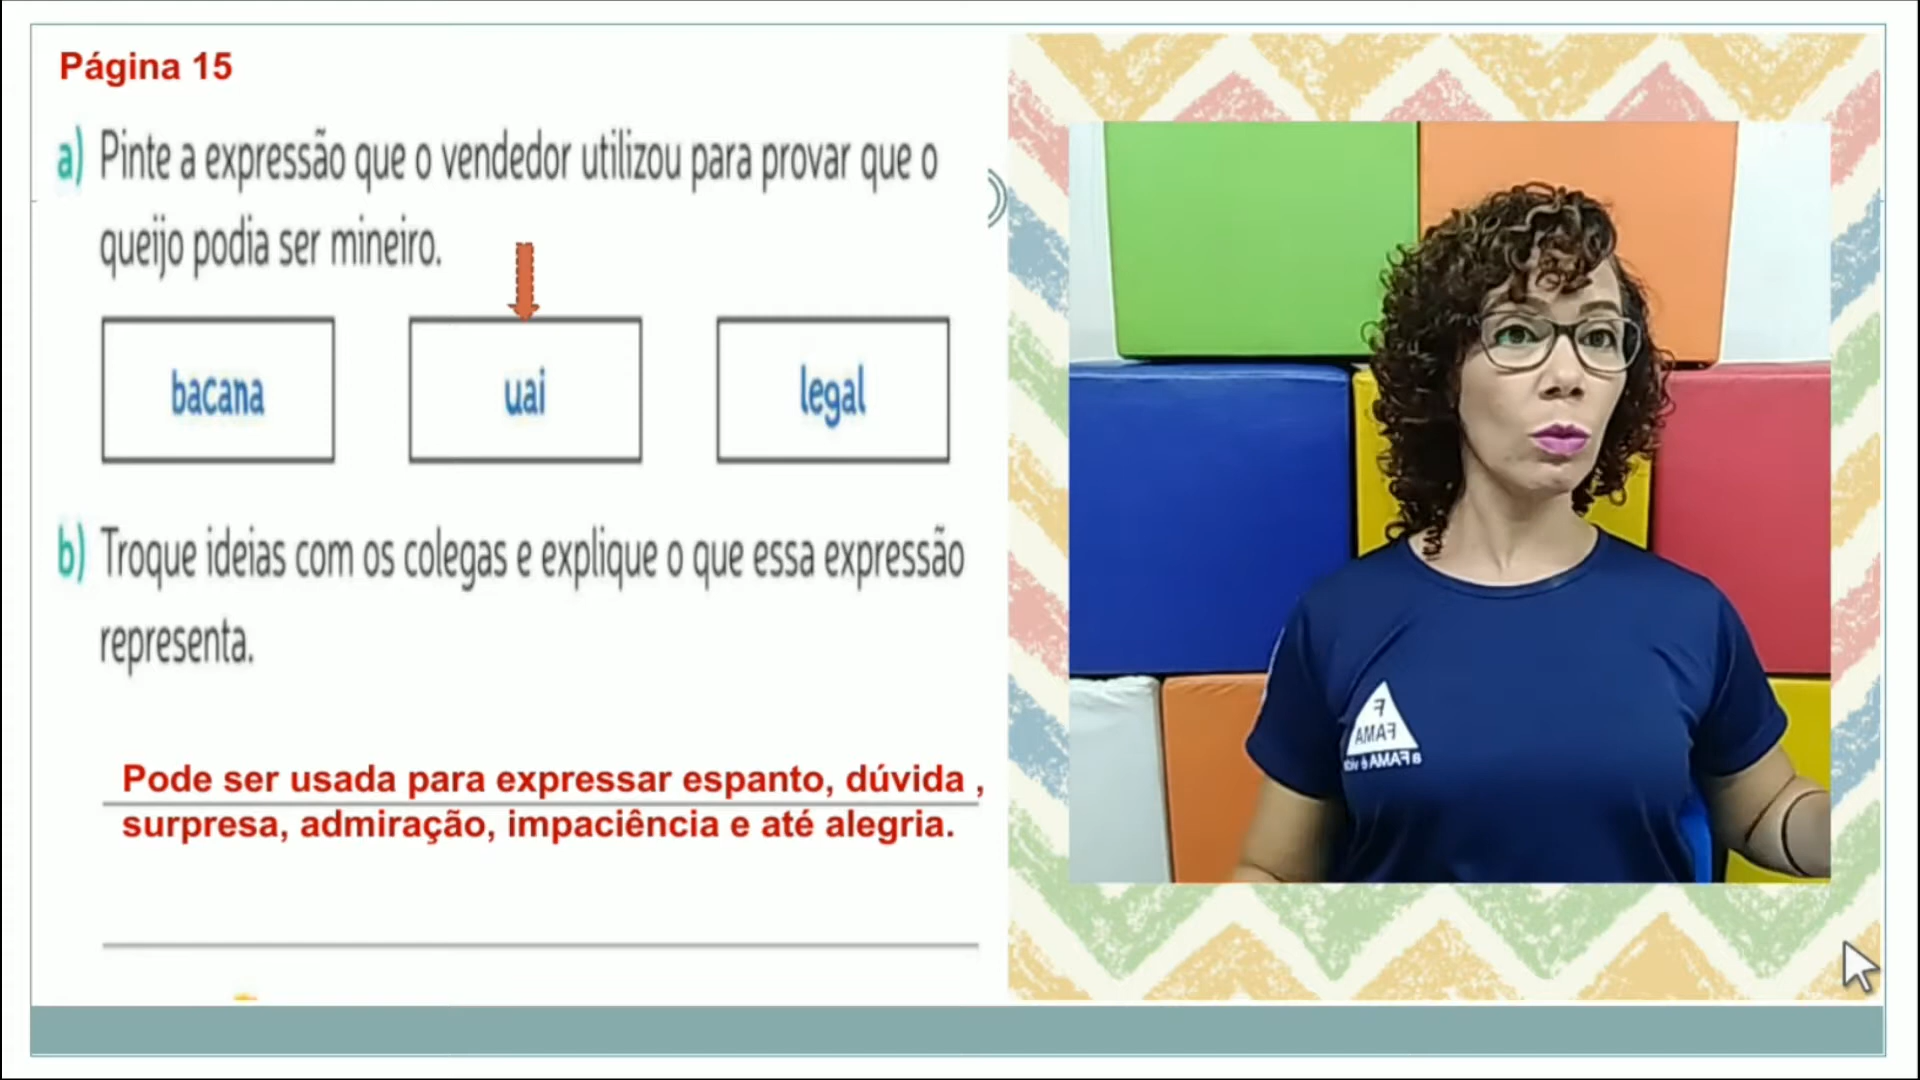 Página 15
a) Pinte a expressão que o vendedor utilizou para provar que o
queijo podia ser mineiro.
bacana
uai
legal
b) Troque ideias com os colegas e explique o que essa expressão
representa.
Pode ser usada para expressar espanto, dúvida ,
surpresa, admiração, impaciência e até alegria.
F
FAMA
a FAMA é